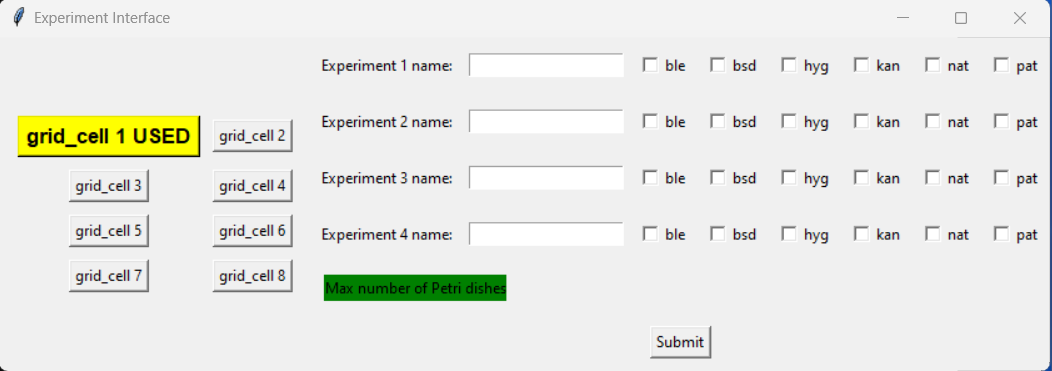 Experiment Interface
Experiment 1 name: ble bsd hyg kan nat pat
grid_cell 1 USED grid_cell 2 Experiment 2 name: ble bsd hyg kan nat pat
grid_cell 3 grid_cell 4 Experiment 3 name: ble bsd hyg kan nat pat
grid_cell 5 grid_cell 6 Experiment 4 name: ble bsd hyg kan nat pat
grid_cell 7 grid_cell 8 Max number of Petri dishes
Submit